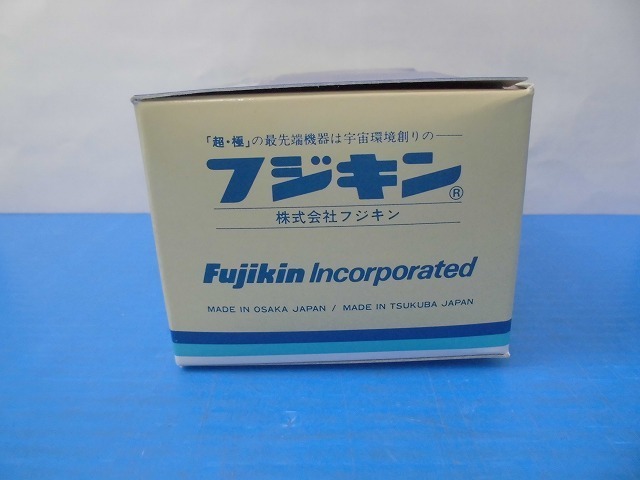 「超・極」の最先端機器は宇宙環境創りの──
フジキン®
株式会社フジキン
Fujikin Incorporated
MADE IN OSAKA JAPAN / MADE IN TSUKUBA JAPAN